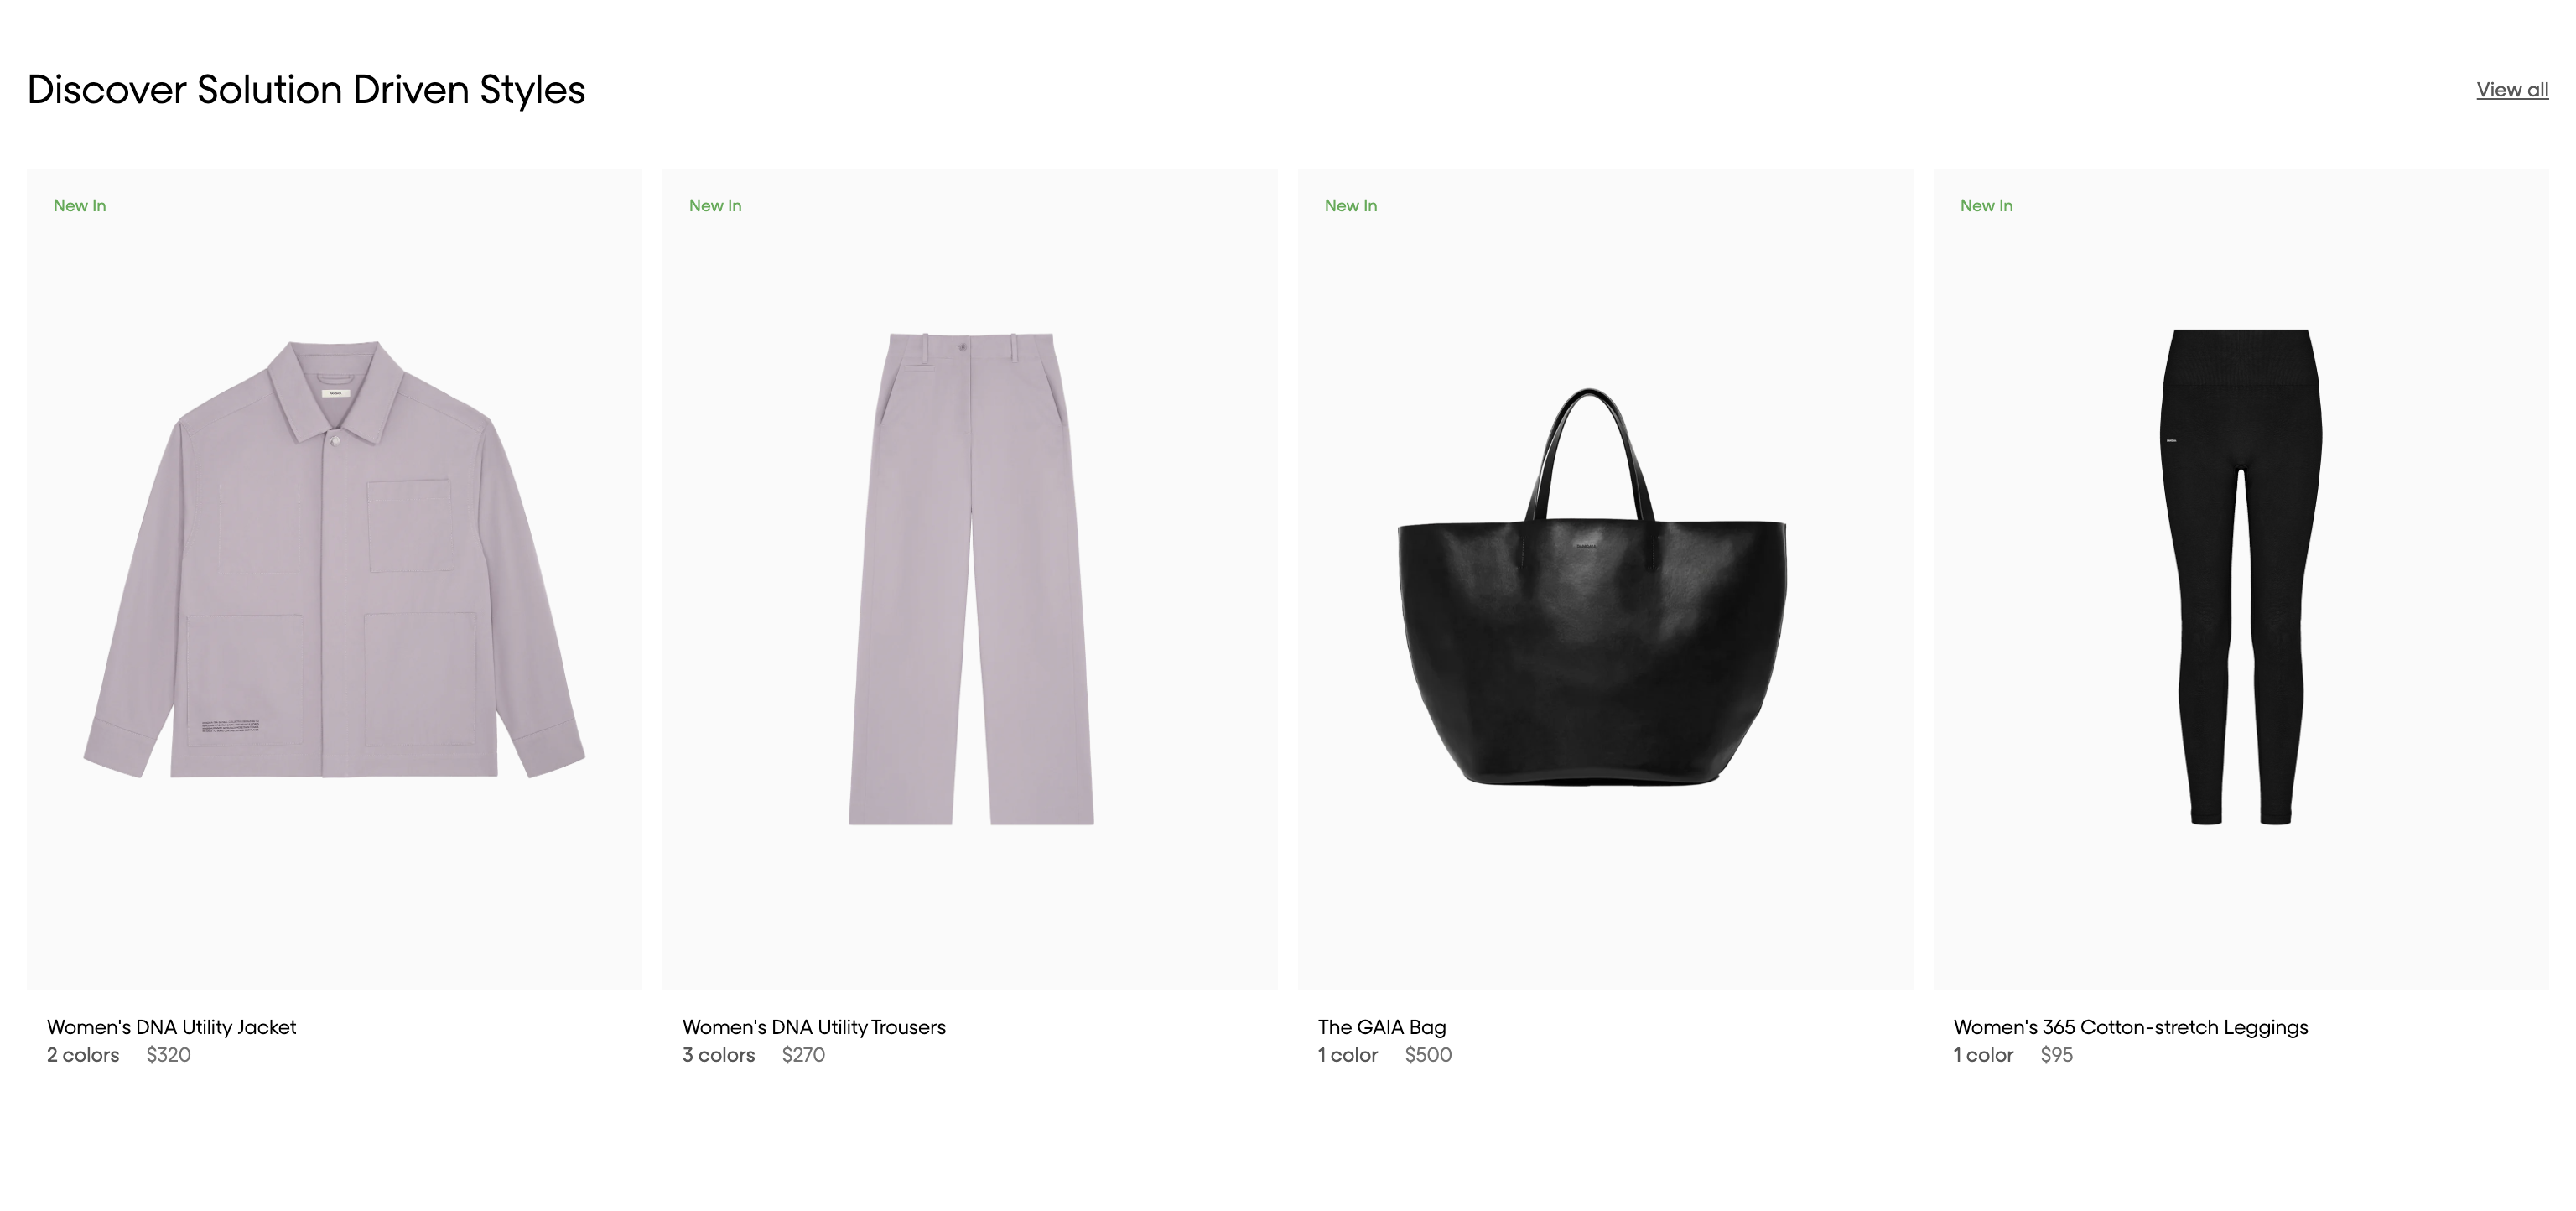 Discover Solution Driven Styles
View all
New In
New In
New In
New In
Women's DNA Utility Jacket
2 colors $320
Women's DNA Utility Trousers
3 colors $270
The GAIA Bag
1 color $500
Women's 365 Cotton-stretch Leggings
1 color $95